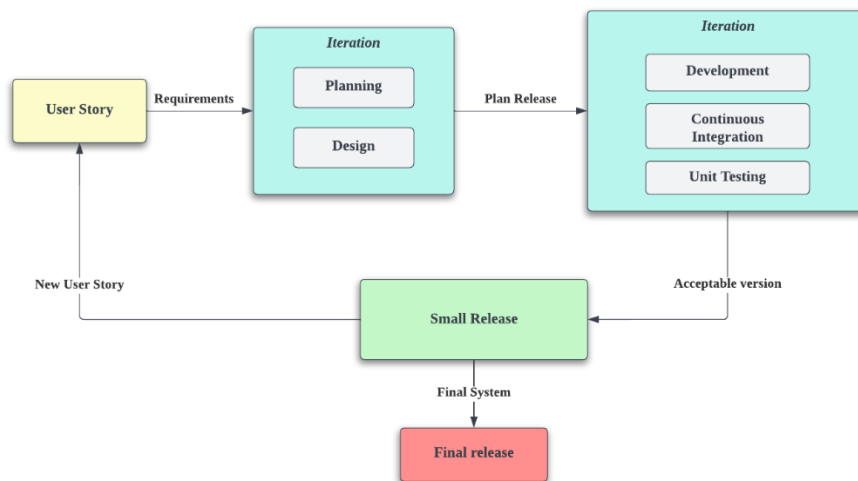 Iteration
Planning
Design
Iteration
Development
Continuous
Integration
Unit Testing
User Story
Requirements
Plan Release
New User Story
Acceptable version
Small Release
Final System
Final release